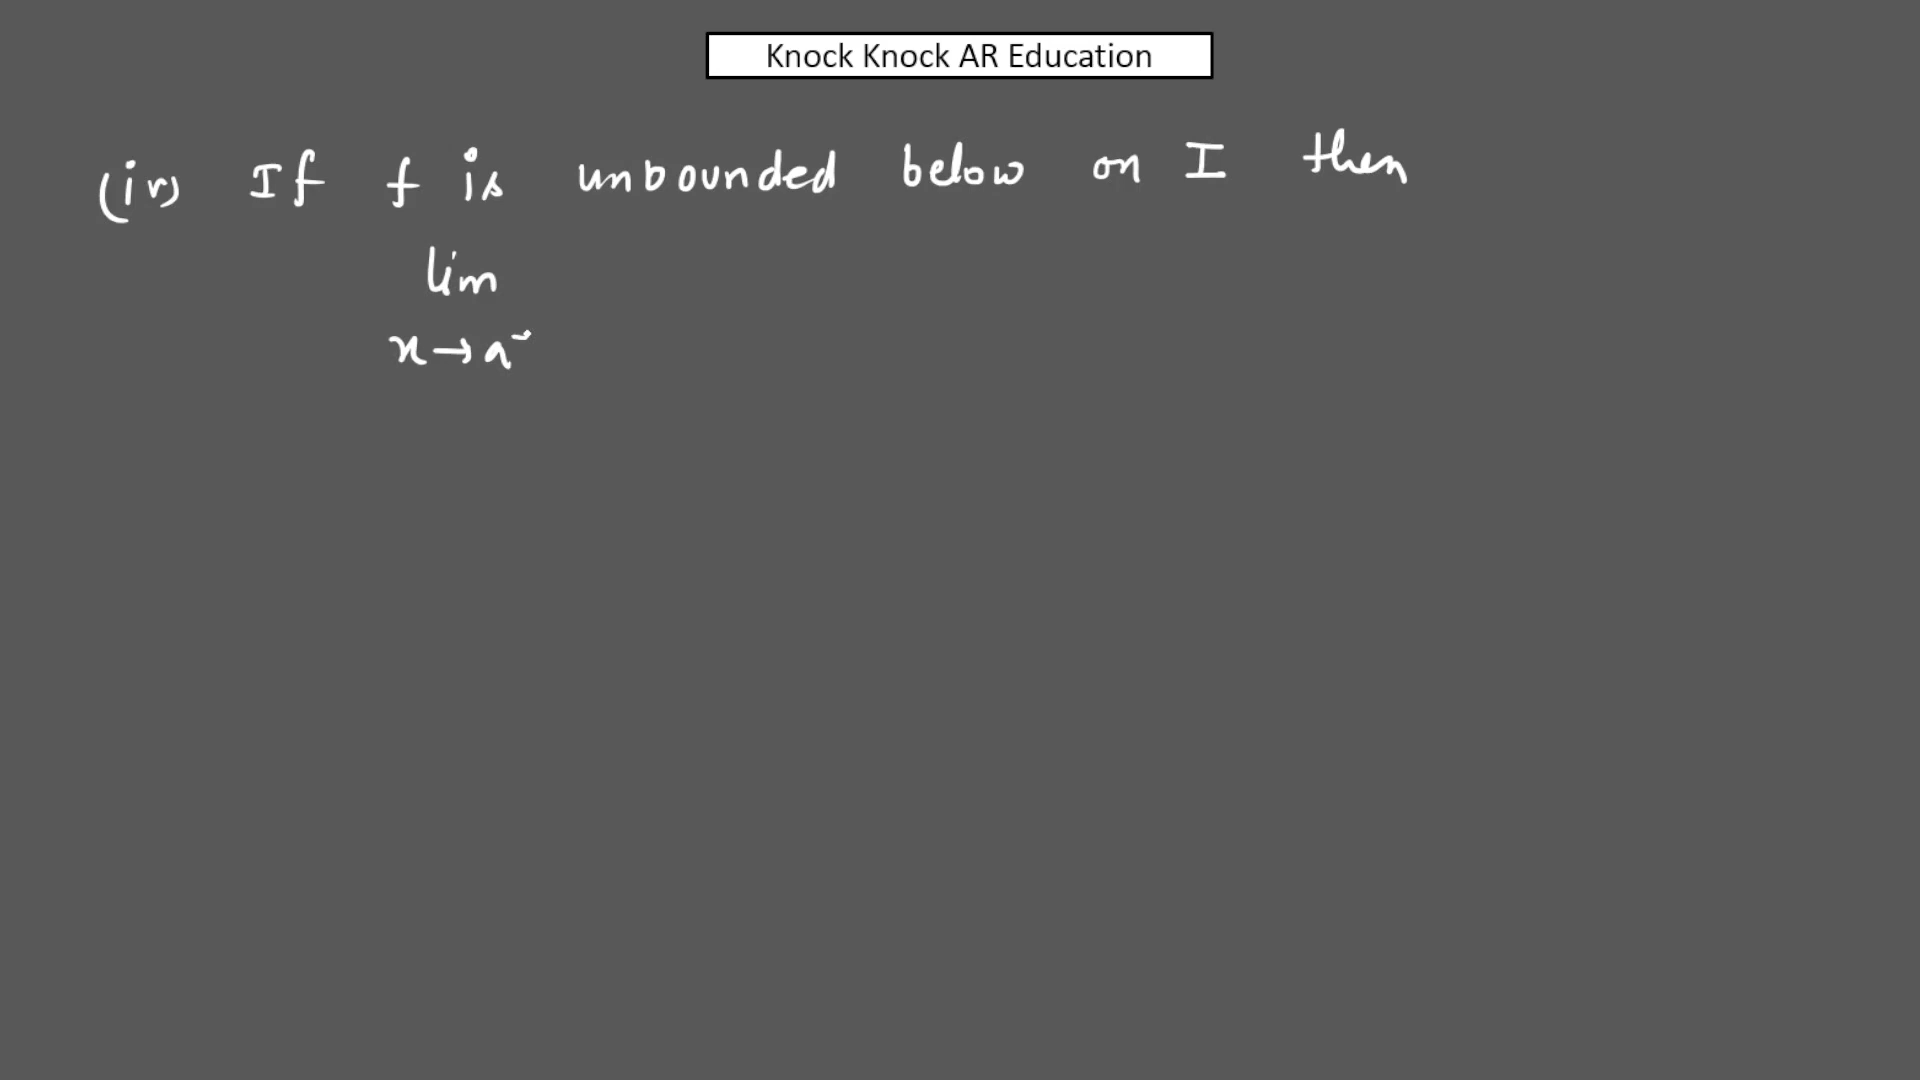 Knock Knock AR Education
(iv) If f is unbounded below on I then
lim
x→a⁻